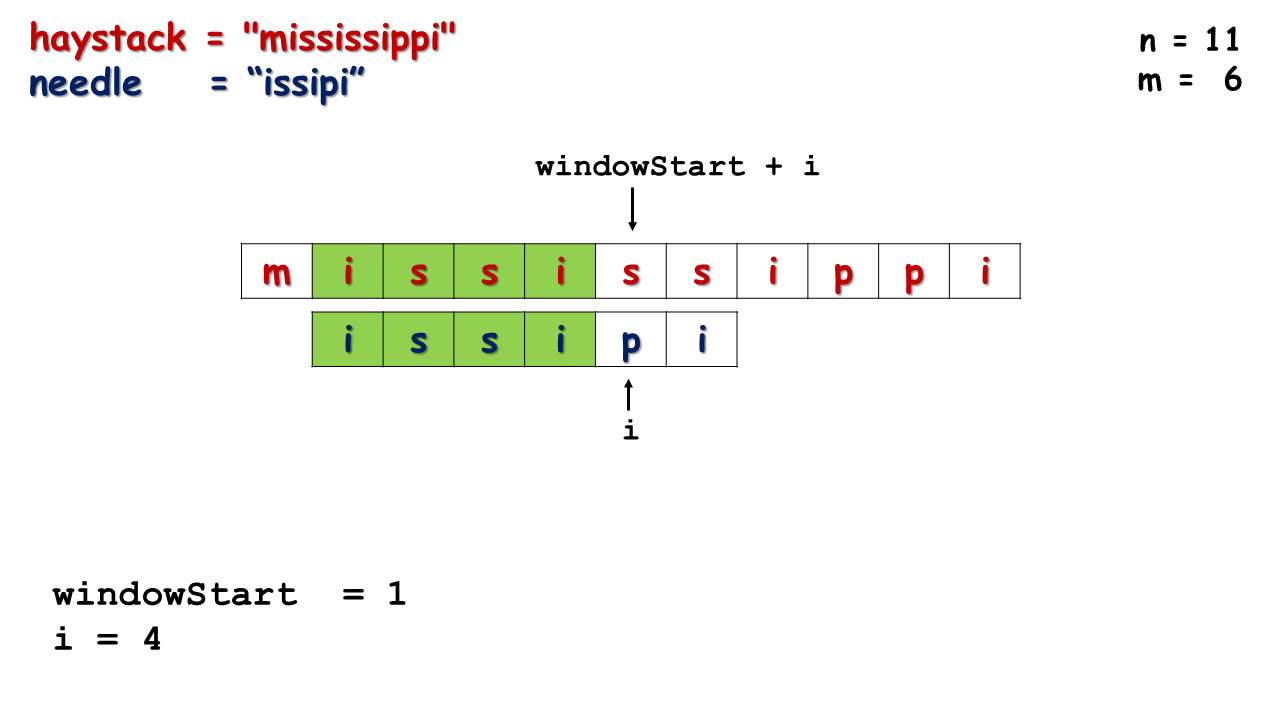 haystack = "mississippi"
n = 11
needle = “issipi”
m = 6
windowStart + i
m i s s i s s i p p i
i s s i p i
i
windowStart = 1
i = 4